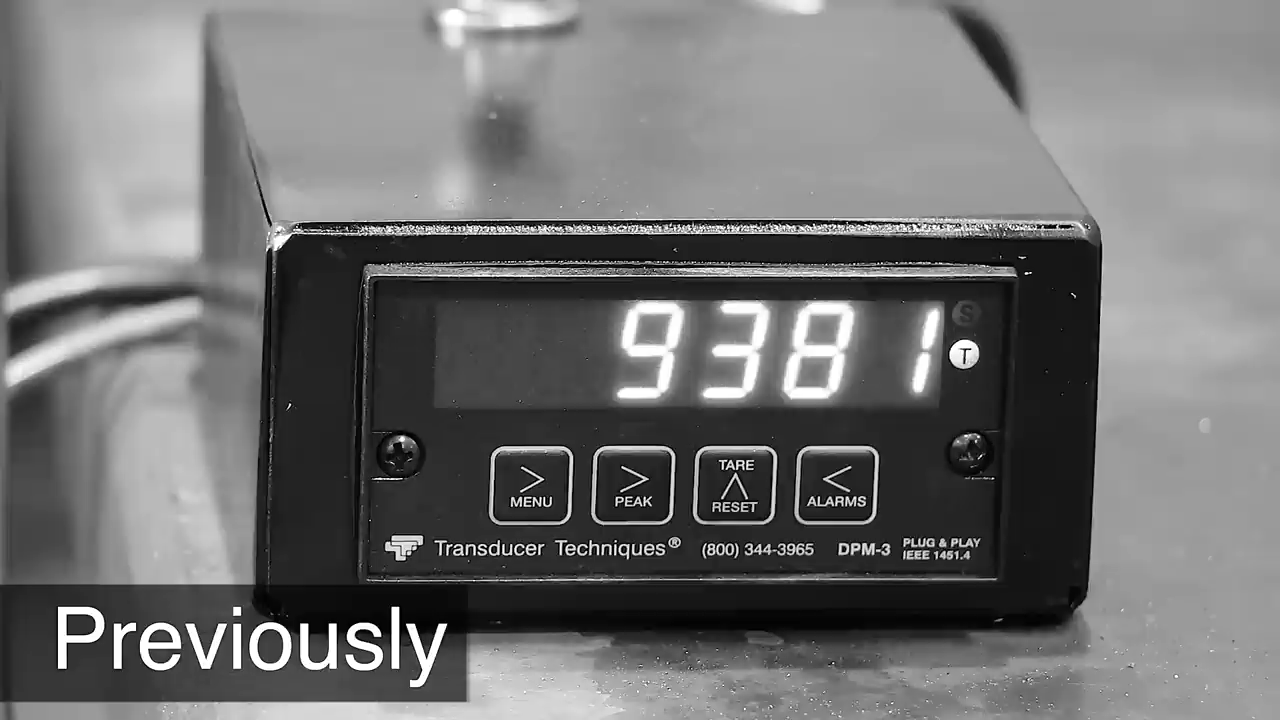 9381
S
T
> MENU
> PEAK
TARE
RESET
< ALARMS
Transducer Techniques® (800) 344-3965 DPM-3 PLUG & PLAY
IEEE 1451.4
Previously